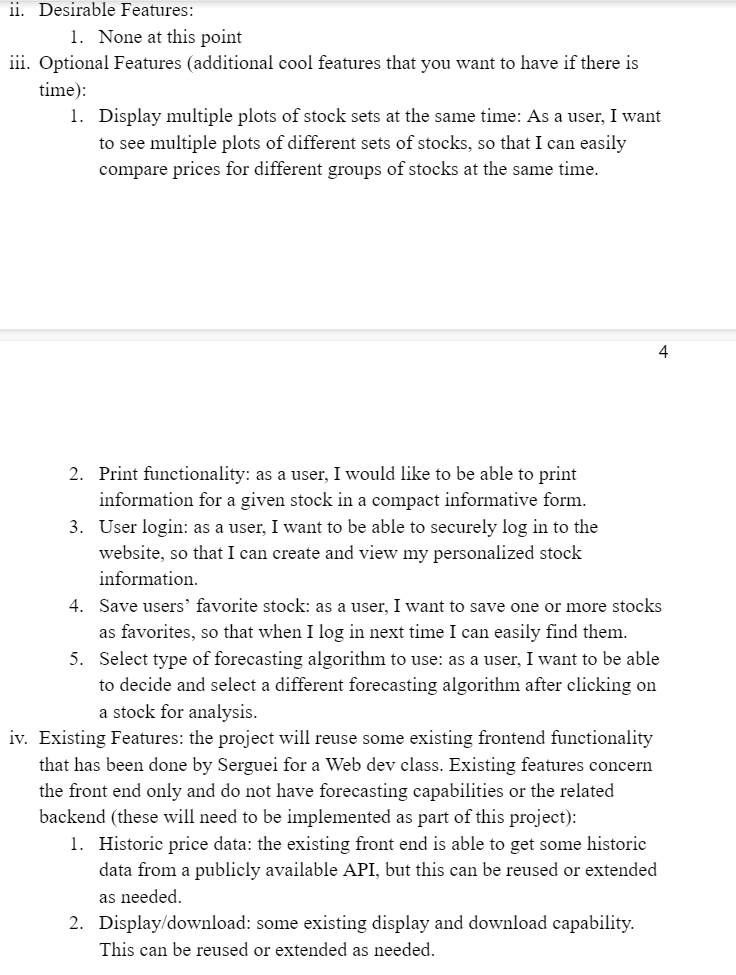 ii. Desirable Features:
1. None at this point
iii. Optional Features (additional cool features that you want to have if there is
time):
1. Display multiple plots of stock sets at the same time: As a user, I want
to see multiple plots of different sets of stocks, so that I can easily
compare prices for different groups of stocks at the same time.
4
2. Print functionality: as a user, I would like to be able to print
information for a given stock in a compact informative form.
3. User login: as a user, I want to be able to securely log in to the
website, so that I can create and view my personalized stock
information.
4. Save users’ favorite stock: as a user, I want to save one or more stocks
as favorites, so that when I log in next time I can easily find them.
5. Select type of forecasting algorithm to use: as a user, I want to be able
to decide and select a different forecasting algorithm after clicking on
a stock for analysis.
iv. Existing Features: the project will reuse some existing frontend functionality
that has been done by Serguei for a Web dev class. Existing features concern
the front end only and do not have forecasting capabilities or the related
backend (these will need to be implemented as part of this project):
1. Historic price data: the existing front end is able to get some historic
data from a publicly available API, but this can be reused or extended
as needed.
2. Display/download: some existing display and download capability.
This can be reused or extended as needed.